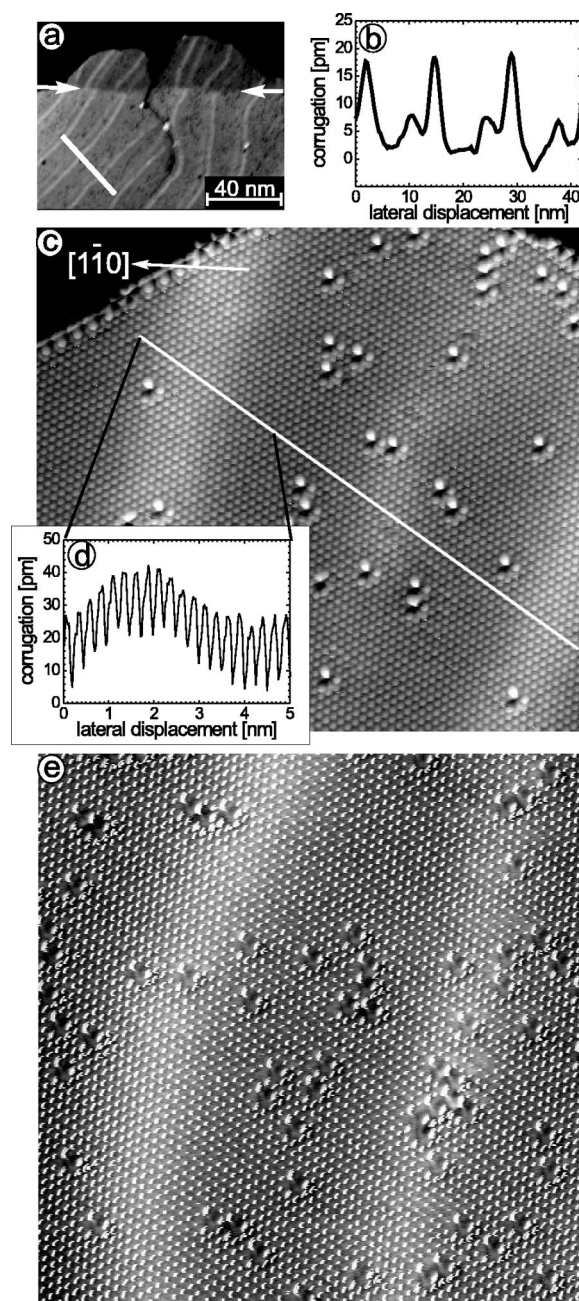 a
40 nm
b
corrugation [pm]
25
20
15
10
5
0
0 10 20 30 40
lateral displacement [nm]
c
[11̄0]
d
corrugation [pm]
50
40
30
20
10
0
0 1 2 3 4 5
lateral displacement [nm]
e